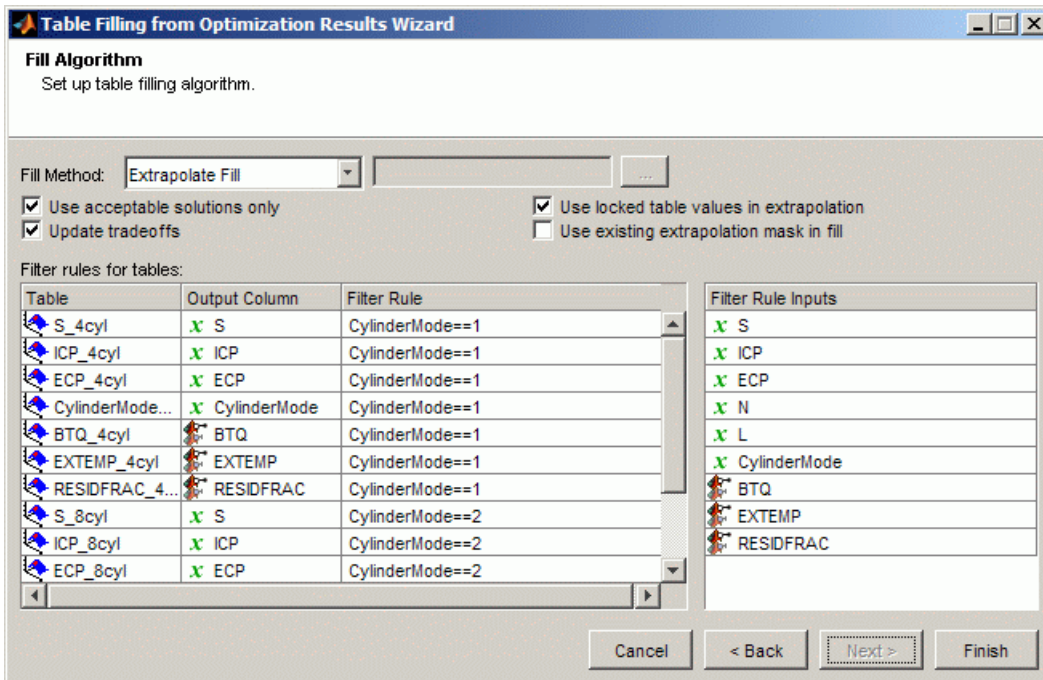 Table Filling from Optimization Results Wizard
Fill Algorithm
Set up table filling algorithm.
Fill Method: Extrapolate Fill ...
Use acceptable solutions only Use locked table values in extrapolation
Update tradeoffs Use existing extrapolation mask in fill
Filter rules for tables:
Table Output Column Filter Rule Filter Rule Inputs
S_4cyl x S CylinderMode==1 x S
ICP_4cyl x ICP CylinderMode==1 x ICP
ECP_4cyl x ECP CylinderMode==1 x ECP
CylinderMode... x CylinderMode CylinderMode==1 x N
BTQ_4cyl BTQ CylinderMode==1 x L
EXTEMP_4cyl EXTEMP CylinderMode==1 x CylinderMode
RESIDFRAC_4... RESIDFRAC CylinderMode==1 BTQ
S_8cyl x S CylinderMode==2 EXTEMP
ICP_8cyl x ICP CylinderMode==2 RESIDFRAC
ECP_8cyl x ECP CylinderMode==2
Cancel < Back Next > Finish